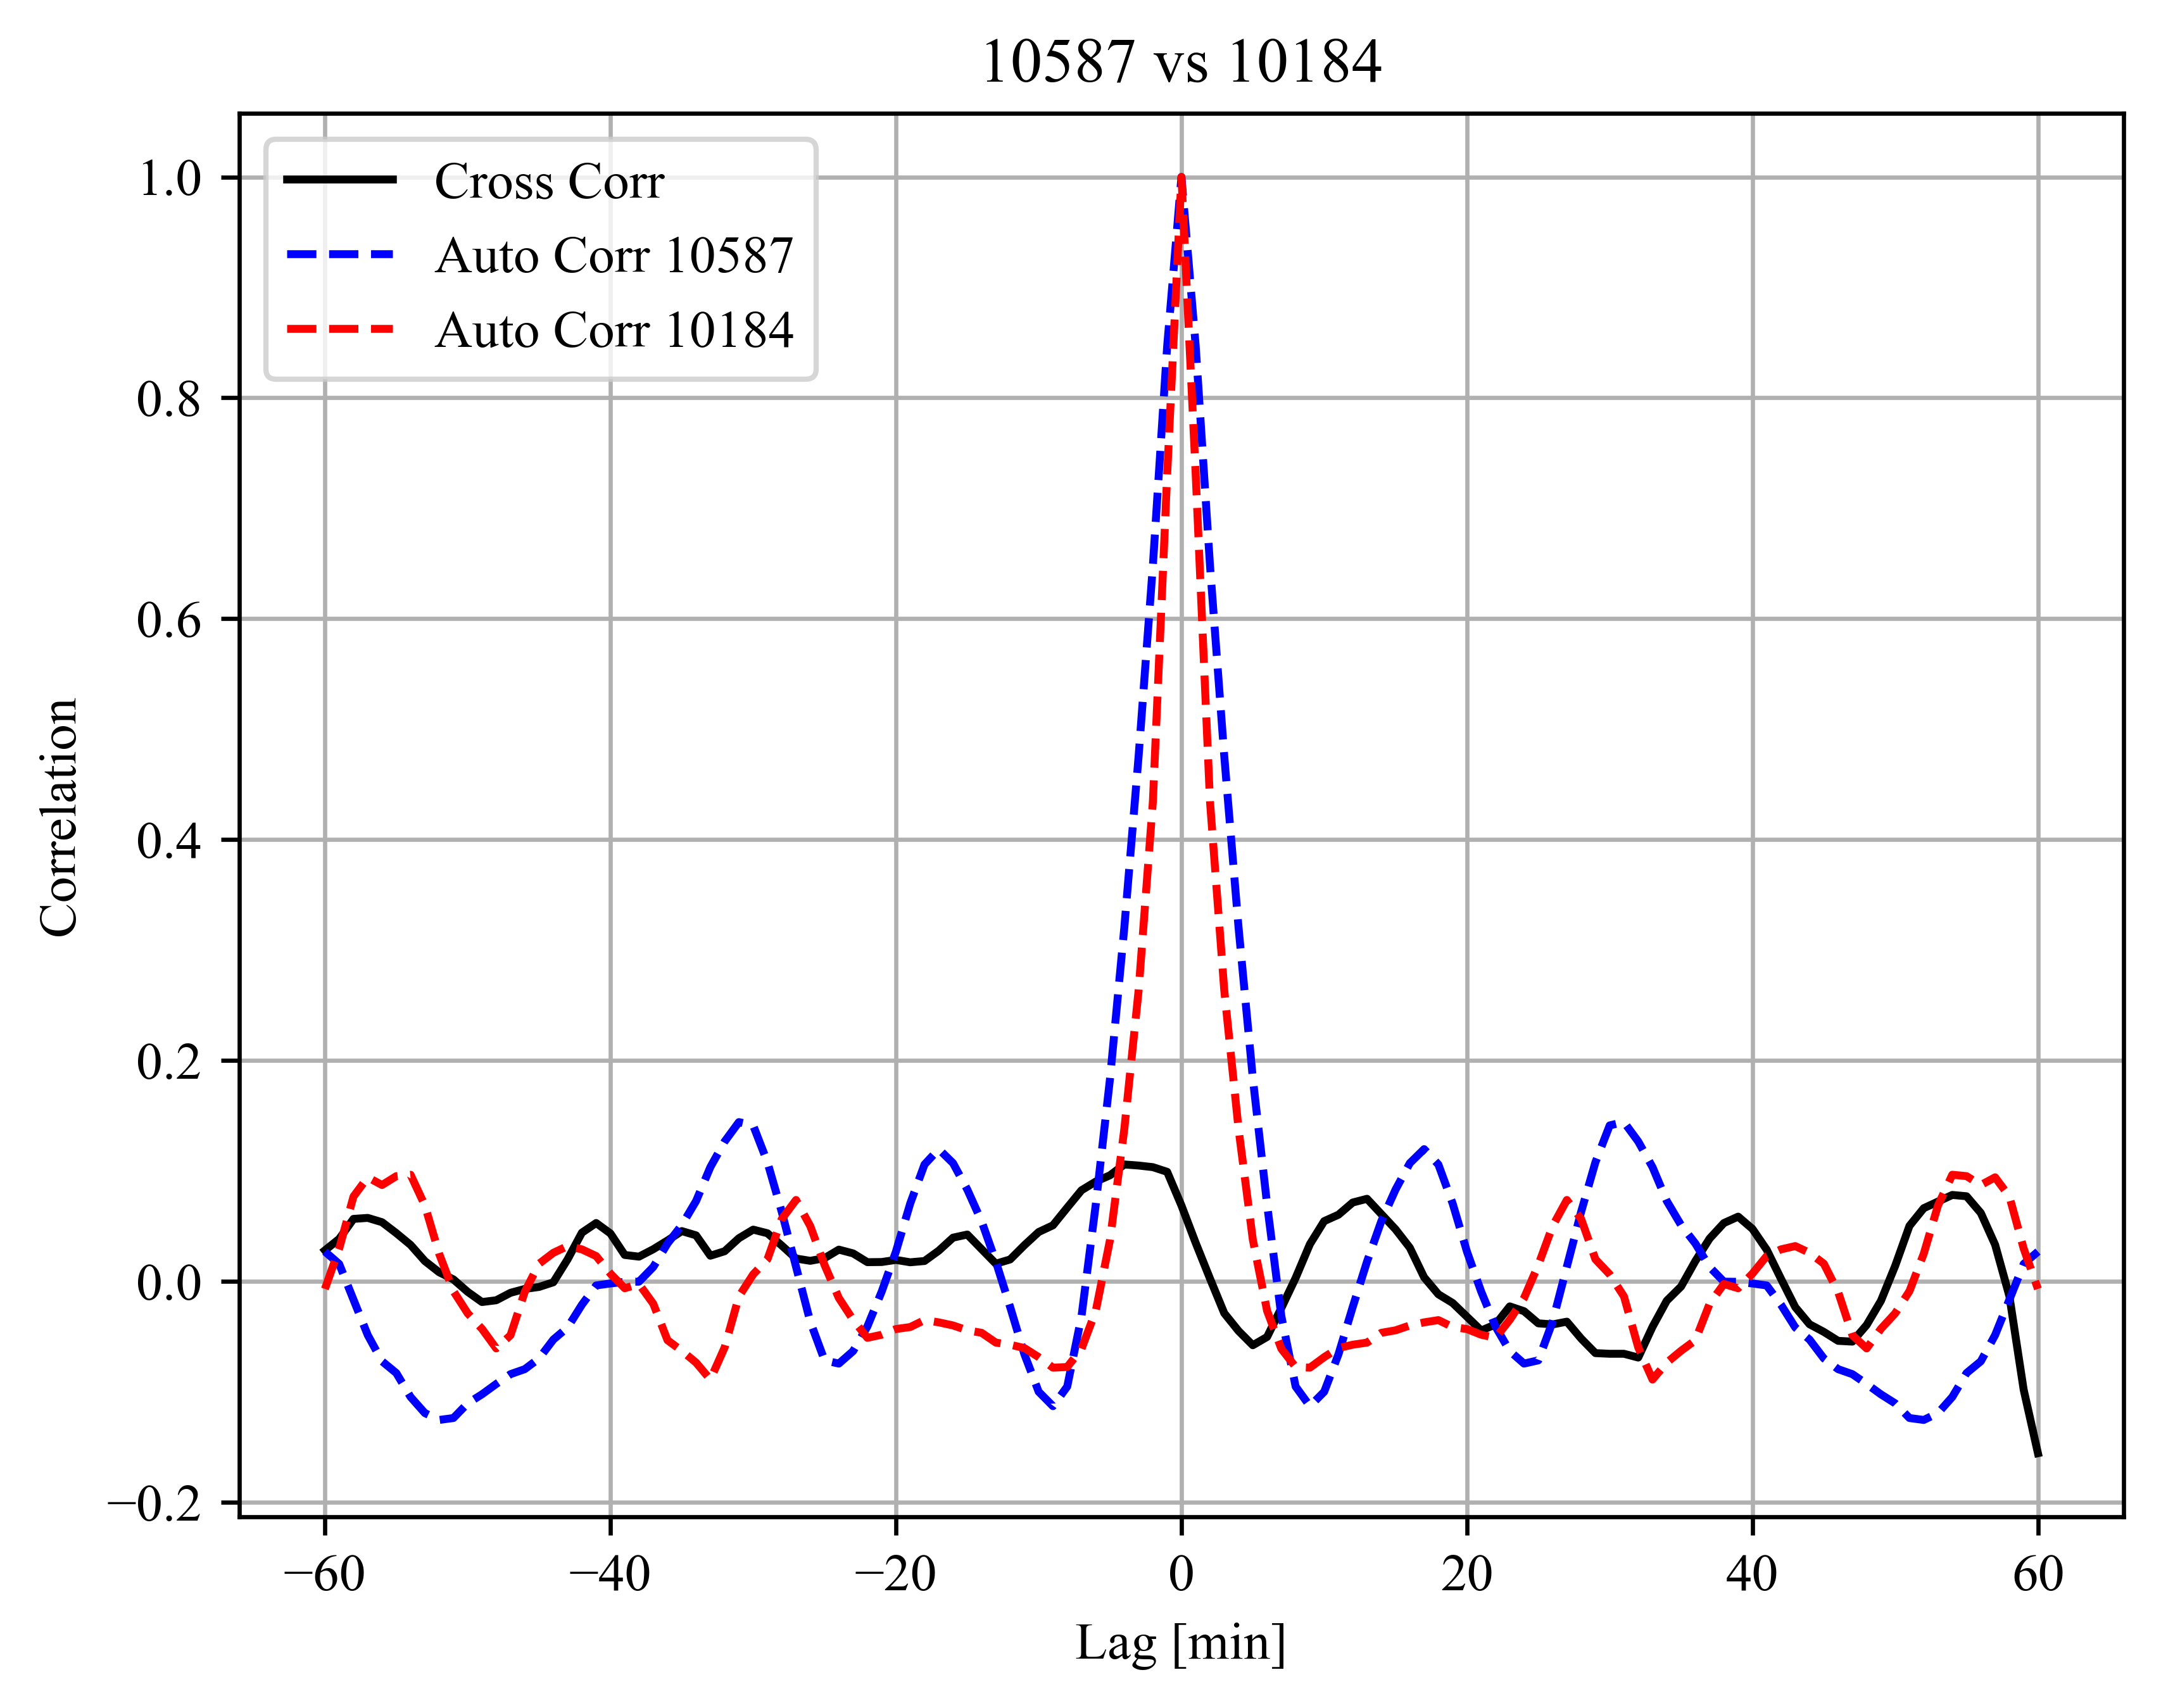 10587 vs 10184
Cross Corr
Auto Corr 10587
Auto Corr 10184
1.0
0.8
0.6
0.4
0.2
0.0
−0.2
Correlation
−60 −40 −20 0 20 40 60
Lag [min]